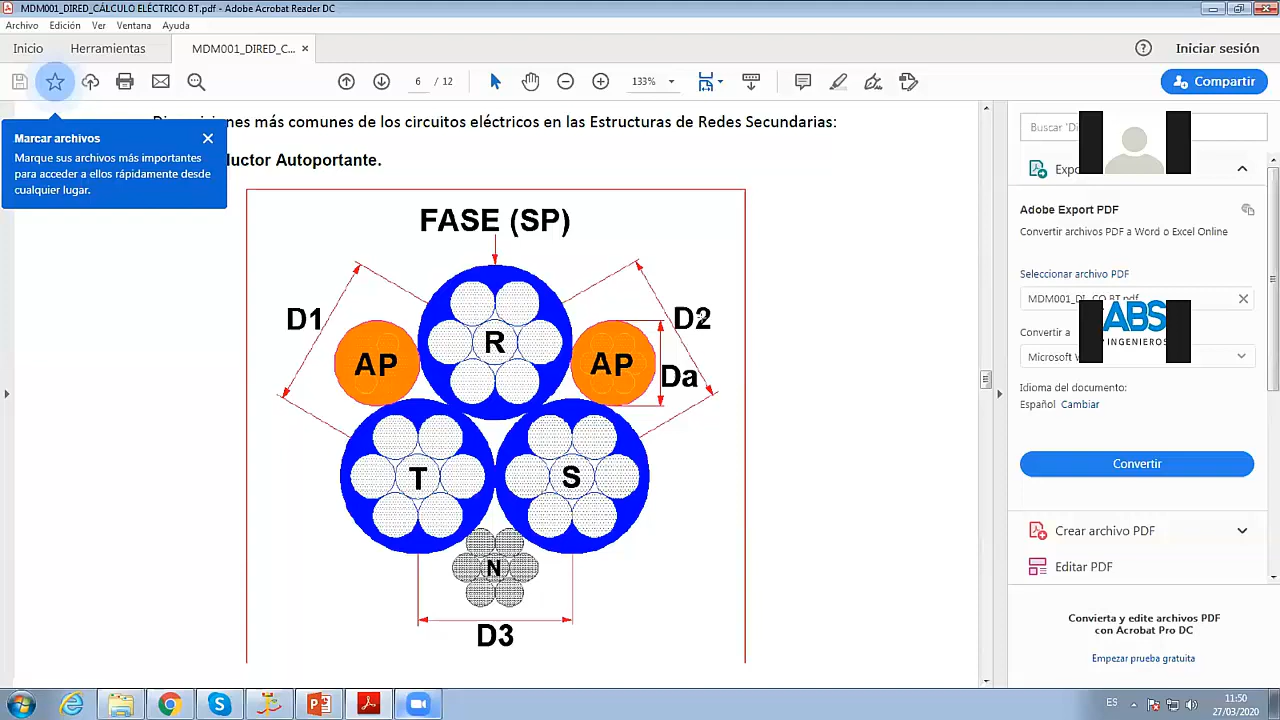 MDM001_DIRED_CÁLCULO ELÉCTRICO BT.pdf - Adobe Acrobat Reader DC
Archivo Edición Ver Ventana Ayuda
Inicio Herramientas MDM001_DIRED_C... × Iniciar sesión
6 / 12 133% Compartir
más comunes de los circuitos eléctricos en las Estructuras de Redes Secundarias:
Autoportante.
Marcar archivos
Marque sus archivos más importantes
para acceder a ellos rápidamente desde
cualquier lugar.
FASE (SP)
D1
D2
R
AP
AP
Da
T
S
N
D3
Buscar
Adobe Export PDF
Convertir archivos PDF a Word o Excel Online
Seleccionar archivo PDF
ABS
INGENIEROS
Convertir a
Microsoft
Idioma del documento:
Español Cambiar
Convertir
Crear archivo PDF
Editar PDF
Convierta y edite archivos PDF
con Acrobat Pro DC
Empezar prueba gratuita
ES
11:50
27/03/2020